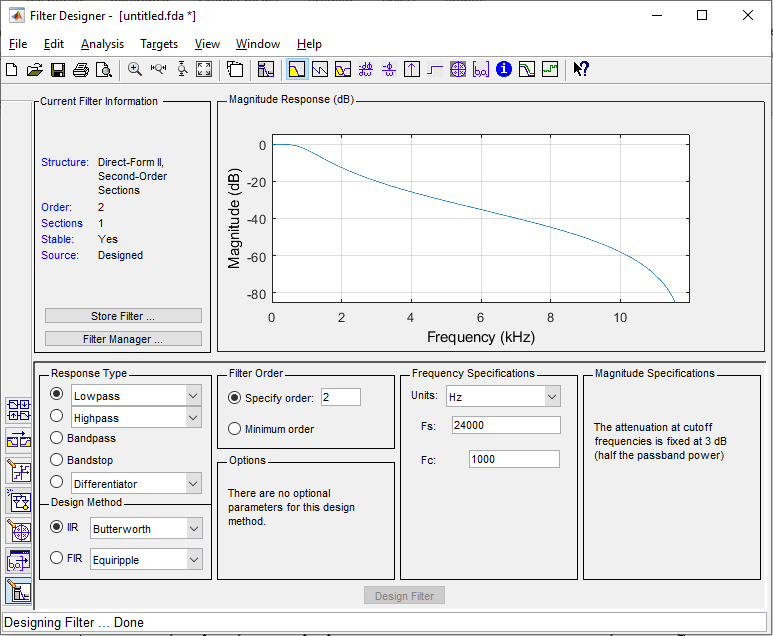 Filter Designer - [untitled.fda *]
File Edit Analysis Targets View Window Help
Current Filter Information
Structure: Direct-Form II,
Second-Order
Sections
Order: 2
Sections 1
Stable: Yes
Source: Designed
Store Filter ...
Filter Manager ...
Magnitude Response (dB)
Magnitude (dB)
0
-20
-40
-60
-80
0 2 4 6 8 10
Frequency (kHz)
Response Type
Lowpass
Highpass
Bandpass
Bandstop
Differentiator
Design Method
IIR Butterworth
FIR Equiripple
Filter Order
Specify order: 2
Minimum order
Options
There are no optional
parameters for this design
method.
Frequency Specifications
Units: Hz
Fs: 24000
Fc: 1000
Magnitude Specifications
The attenuation at cutoff
frequencies is fixed at 3 dB
(half the passband power)
Design Filter
Designing Filter ... Done